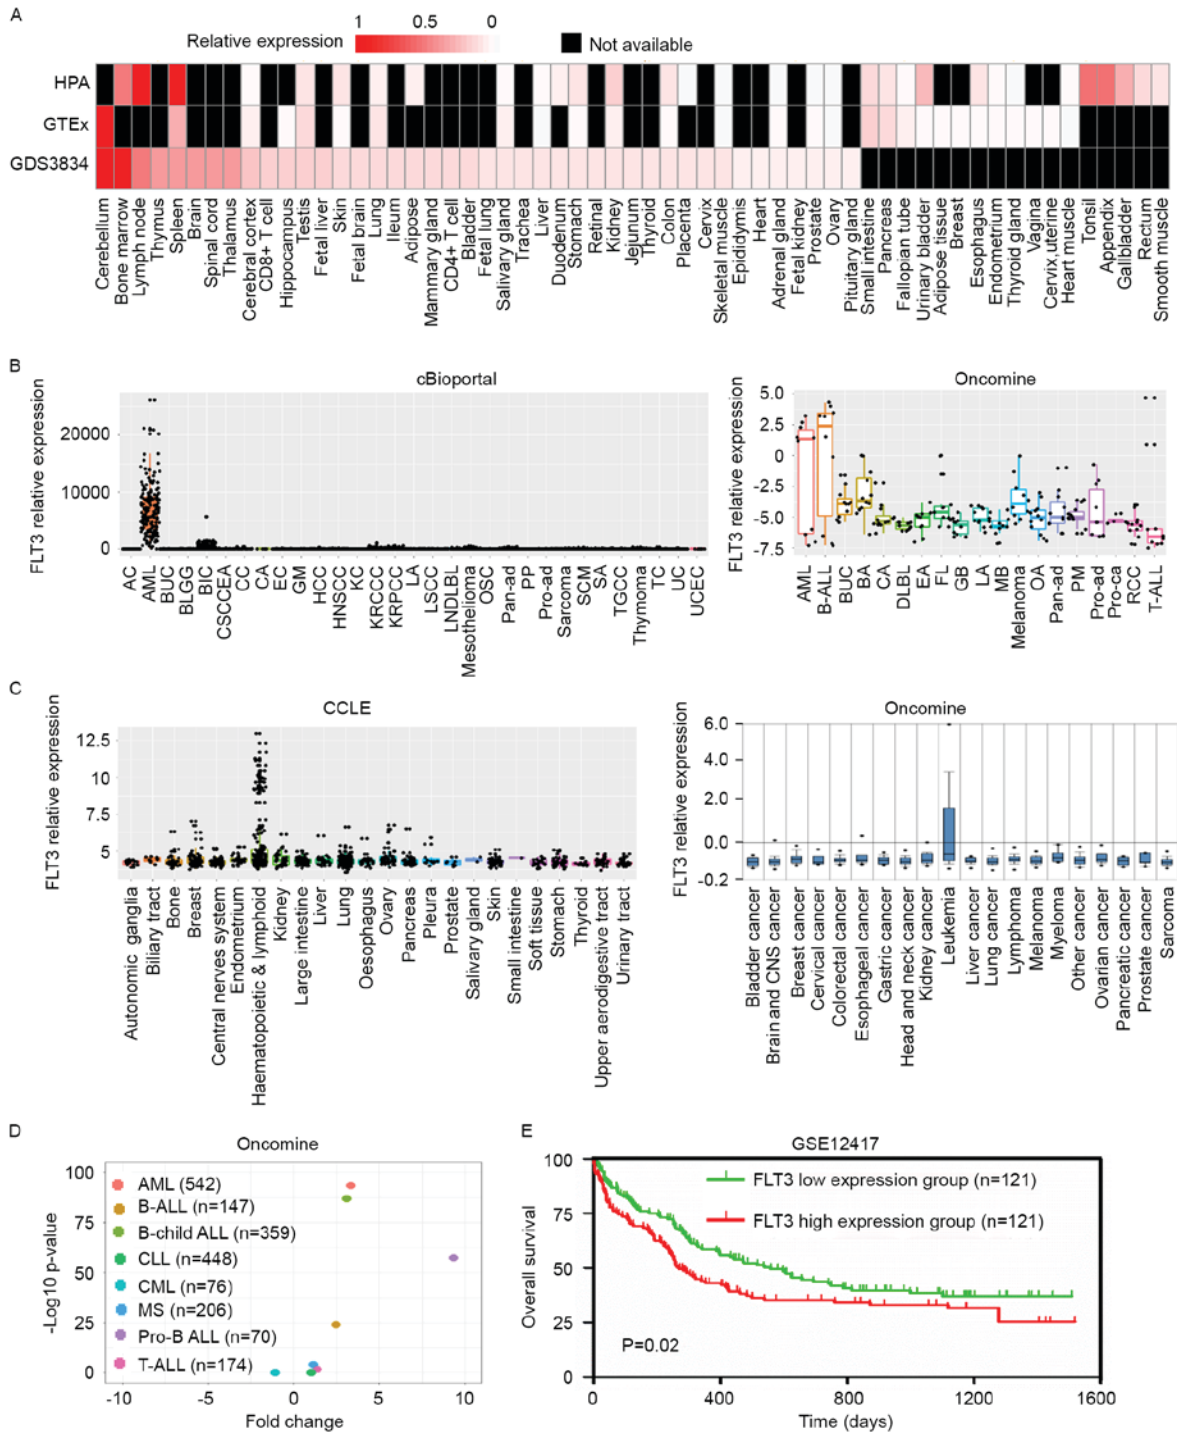 A
Relative expression
1 0.5 0
Not available
HPA
GTEx
GDS3834
Cerebellum
Bone marrow
Lymph node
Thymus
Spleen
Brain
Spinal cord
Thalamus
Cerebral cortex
CD8+ T cell
Hippocampus
Testis
Fetal liver
Skin
Fetal brain
Lung
Ileum
Adipose
Mammary gland
CD4+ T cell
Bladder
Fetal lung
Salivary gland
Trachea
Liver
Duodenum
Stomach
Retinal
Kidney
Jejunum
Thyroid
Colon
Placenta
Cervix
Skeletal muscle
Epididymis
Heart
Adrenal gland
Fetal kidney
Prostate
Ovary
Pituitary gland
Small intestine
Pancreas
Fallopian tube
Urinary bladder
Adipose tissue
Breast
Esophagus
Endometrium
Thyroid gland
Vagina
Cervix,uterine
Heart muscle
Tonsil
Appendix
Gallbladder
Rectum
Smooth muscle
B
cBioportal
FLT3 relative expression
20000
10000
0
AC
AML
BUC
BLGG
BIC
CSCCEA
CC
CA
EC
GM
HCC
HNSCC
KC
KRCCC
KRPCC
LA
LSCC
LNDLBL
Mesothelioma
OSC
Pan-ad
PP
Pro-ad
Sarcoma
SCM
SA
TGCC
Thymoma
TC
UC
UCEC
Oncomine
FLT3 relative expression
5.0
2.5
0
-2.5
-5.0
-7.5
AML
B-ALL
BUC
BA
CA
DLBL
EA
FL
GB
LA
MB
Melanoma
OA
Pan-ad
PM
Pro-ad
Pro-ca
RCC
T-ALL
C
CCLE
FLT3 relative expression
12.5
10
7.5
5
Autonomic ganglia
Biliary tract
Bone
Breast
Central nerves system
Endometrium
Haematopoietic & lymphoid
Kidney
Large intestine
Liver
Lung
Oesophagus
Ovary
Pancreas
Pleura
Prostate
Salivary gland
Skin
Small intestine
Soft tissue
Stomach
Thyroid
Upper aerodigestive tract
Urinary tract
Oncomine
FLT3 relative expression
6.0
4.0
2.0
0.0
-0.2
Bladder cancer
Brain and CNS cancer
Breast cancer
Cervical cancer
Colorectal cancer
Esophageal cancer
Gastric cancer
Head and neck cancer
Kidney cancer
Leukemia
Liver cancer
Lung cancer
Lymphoma
Melanoma
Myeloma
Other cancer
Ovarian cancer
Pancreatic cancer
Prostate cancer
Sarcoma
D
Oncomine
-Log10 p-value
100
75
50
25
0
AML (542)
B-ALL (n=147)
B-child ALL (n=359)
CLL (n=448)
CML (n=76)
MS (n=206)
Pro-B ALL (n=70)
T-ALL (n=174)
-10 -5 0 5 10
Fold change
E
GSE12417
Overall survival
100
75
50
25
0
FLT3 low expression group (n=121)
FLT3 high expression group (n=121)
P=0.02
0 400 800 1200 1600
Time (days)